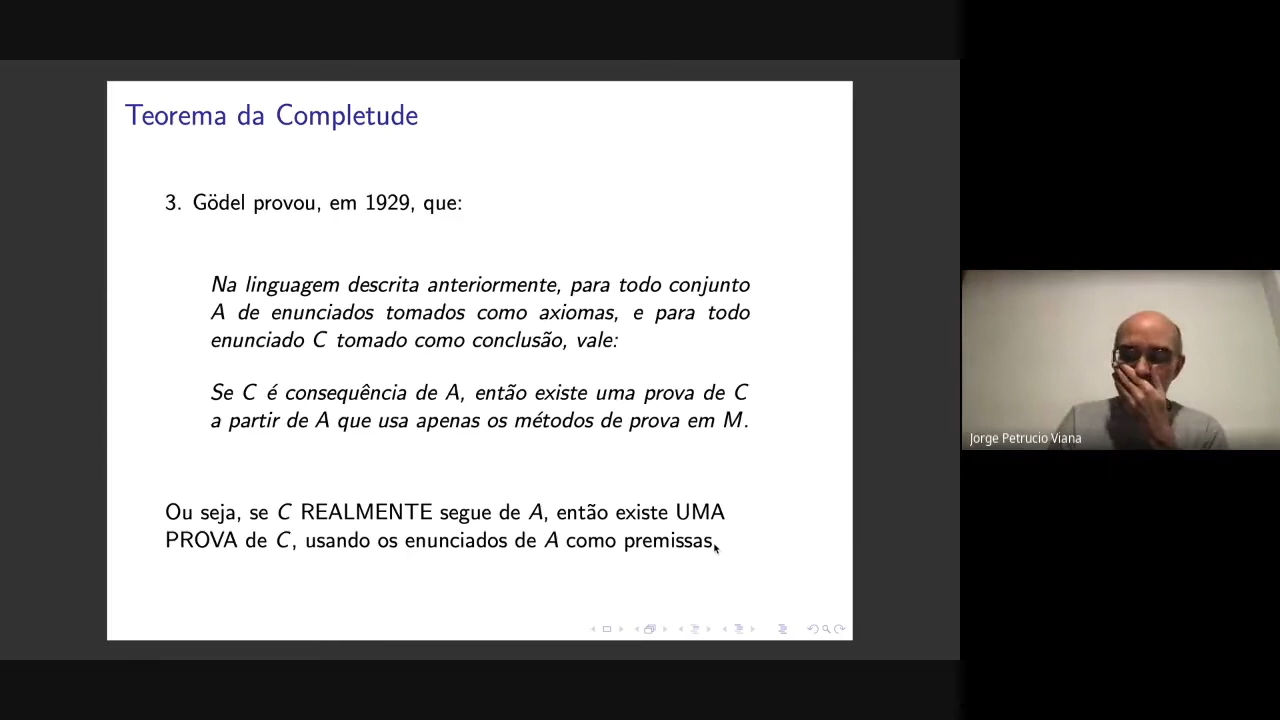 Teorema da Completude
3. Gödel provou, em 1929, que:
Na linguagem descrita anteriormente, para todo conjunto
A de enunciados tomados como axiomas, e para todo
enunciado C tomado como conclusão, vale:
Se C é consequência de A, então existe uma prova de C
a partir de A que usa apenas os métodos de prova em M.
Ou seja, se C REALMENTE segue de A, então existe UMA
PROVA de C, usando os enunciados de A como premissas.
Jorge Petrucio Viana